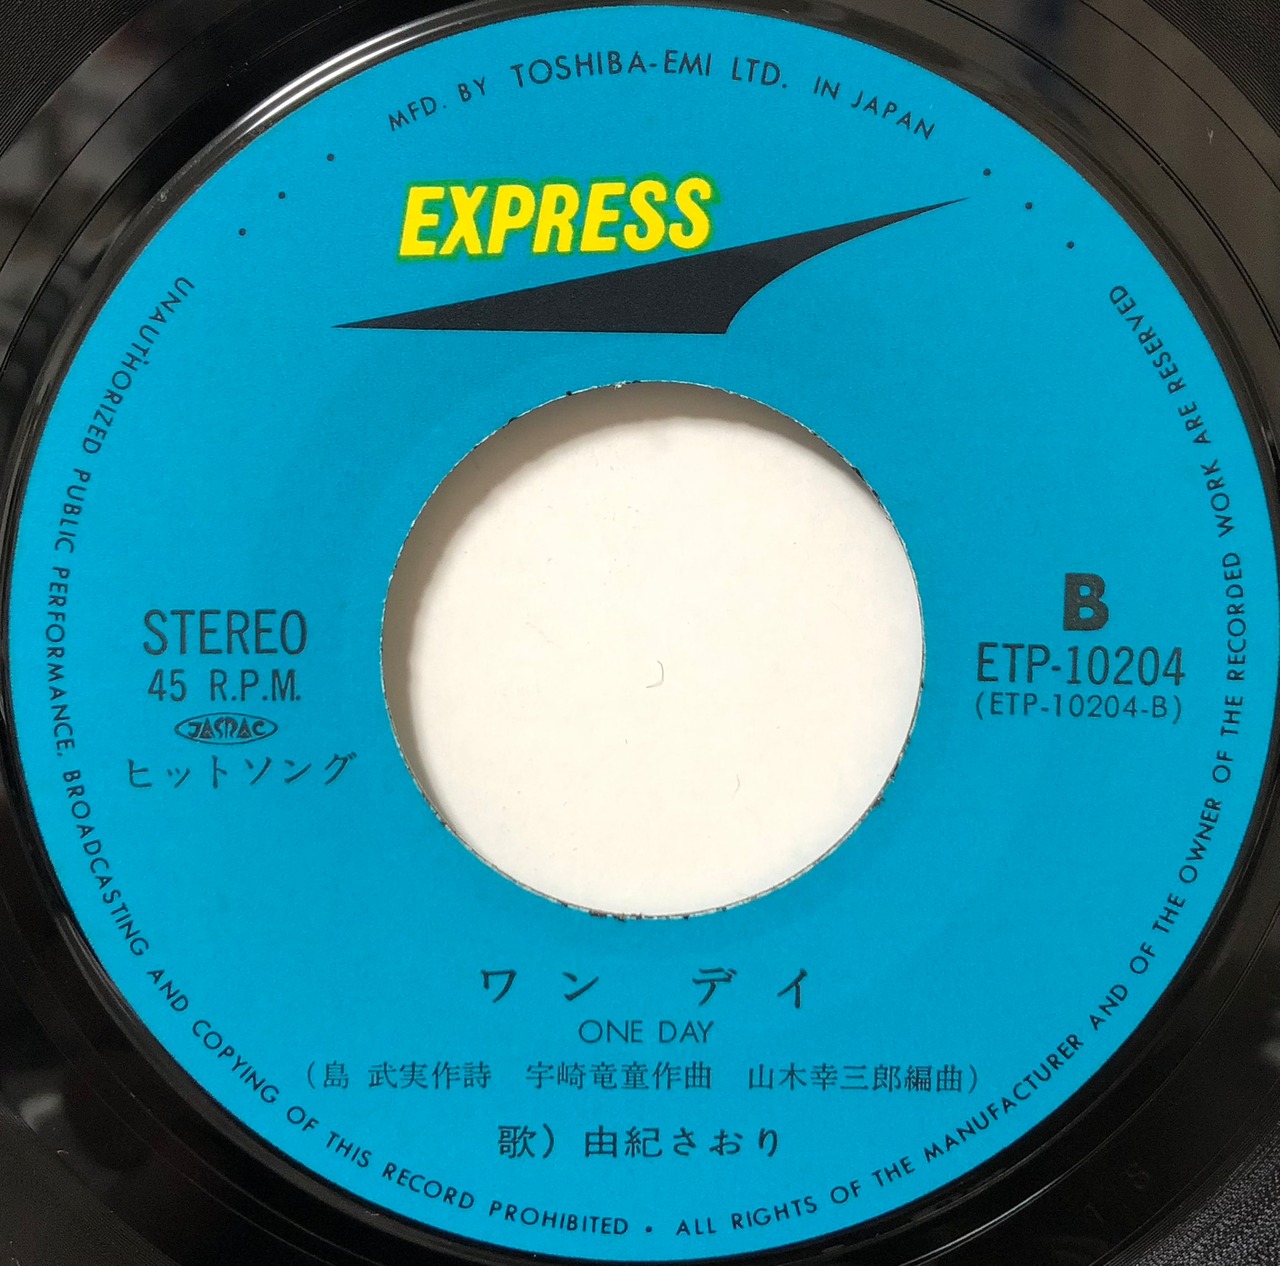 MFD. BY TOSHIBA-EMI LTD. IN JAPAN
EXPRESS
STEREO
45 R.P.M.
JASRAC
ヒットソング
B
ETP-10204
(ETP-10204-B)
ワン デイ
ONE DAY
(島 武実作詩 宇崎竜童作曲 山木幸三郎編曲)
歌) 由紀さおり
UNAUTHORIZED PUBLIC PERFORMANCE, BROADCASTING AND COPYING OF THIS RECORD PROHIBITED • ALL RIGHTS OF THE MANUFACTURER AND OF THE OWNER OF THE RECORDED WORK ARE RESERVED